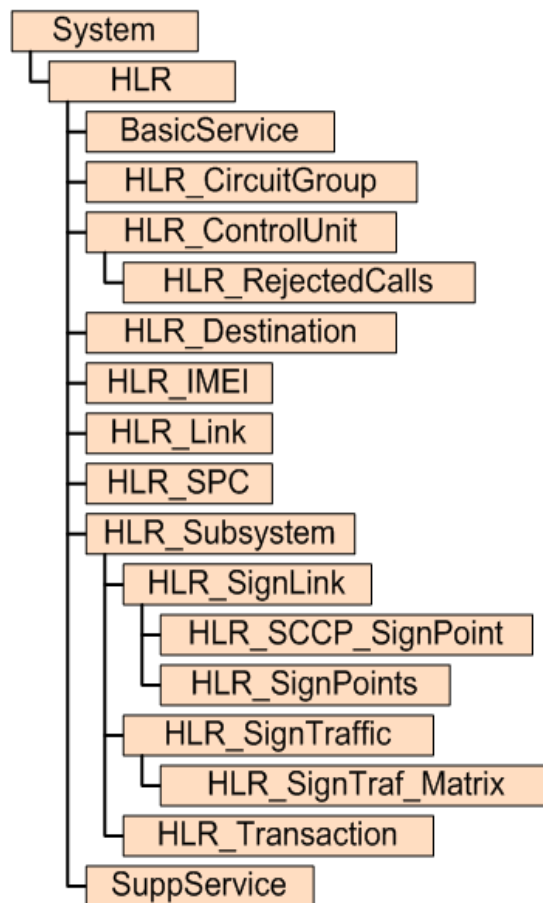 System
HLR
BasicService
HLR_CircuitGroup
HLR_ControlUnit
HLR_RejectedCalls
HLR_Destination
HLR_IMEI
HLR_Link
HLR_SPC
HLR_Subsystem
HLR_SignLink
HLR_SCCP_SignPoint
HLR_SignPoints
HLR_SignTraffic
HLR_SignTraf_Matrix
HLR_Transaction
SuppService